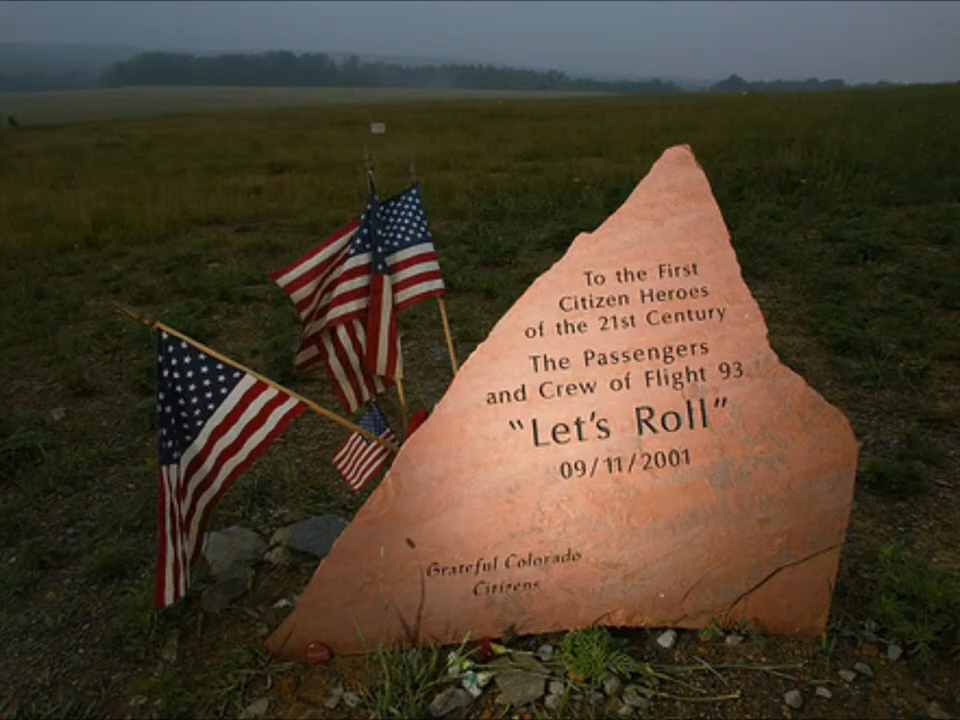 To the First
Citizen Heroes
of the 21st Century
The Passengers
and Crew of Flight 93
"Let's Roll"
09/11/2001
Grateful Colorado
Citizens